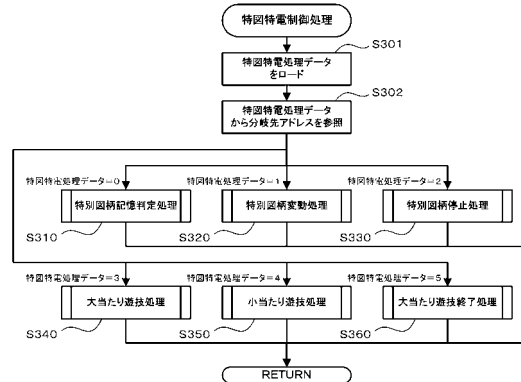 特図特電制御処理
S301
特図特電処理データ
をロード
S302
特図特電処理データ
から分岐先アドレスを参照
特図特電処理データ=0
特図特電処理データ=1
特図特電処理データ=2
特別図柄記憶判定処理
特別図柄変動処理
特別図柄停止処理
S310
S320
S330
特図特電処理データ=3
特図特電処理データ=4
特図特電処理データ=5
大当たり遊技処理
小当たり遊技処理
大当たり遊技終了処理
S340
S350
S360
RETURN